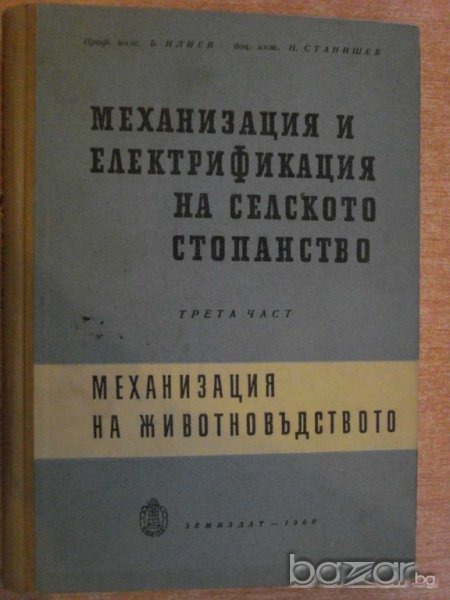 Проф. инж. Б. ИЛИЕВ доц. инж. И. СТАНИШЕВ
МЕХАНИЗАЦИЯ И
ЕЛЕКТРИФИКАЦИЯ
НА СЕЛСКОТО
СТОПАНСТВО
ТРЕТА ЧАСТ
МЕХАНИЗАЦИЯ
НА ЖИВОТНОВЪДСТВОТО
ЗЕМИЗДАТ — 1960
bazar.bg